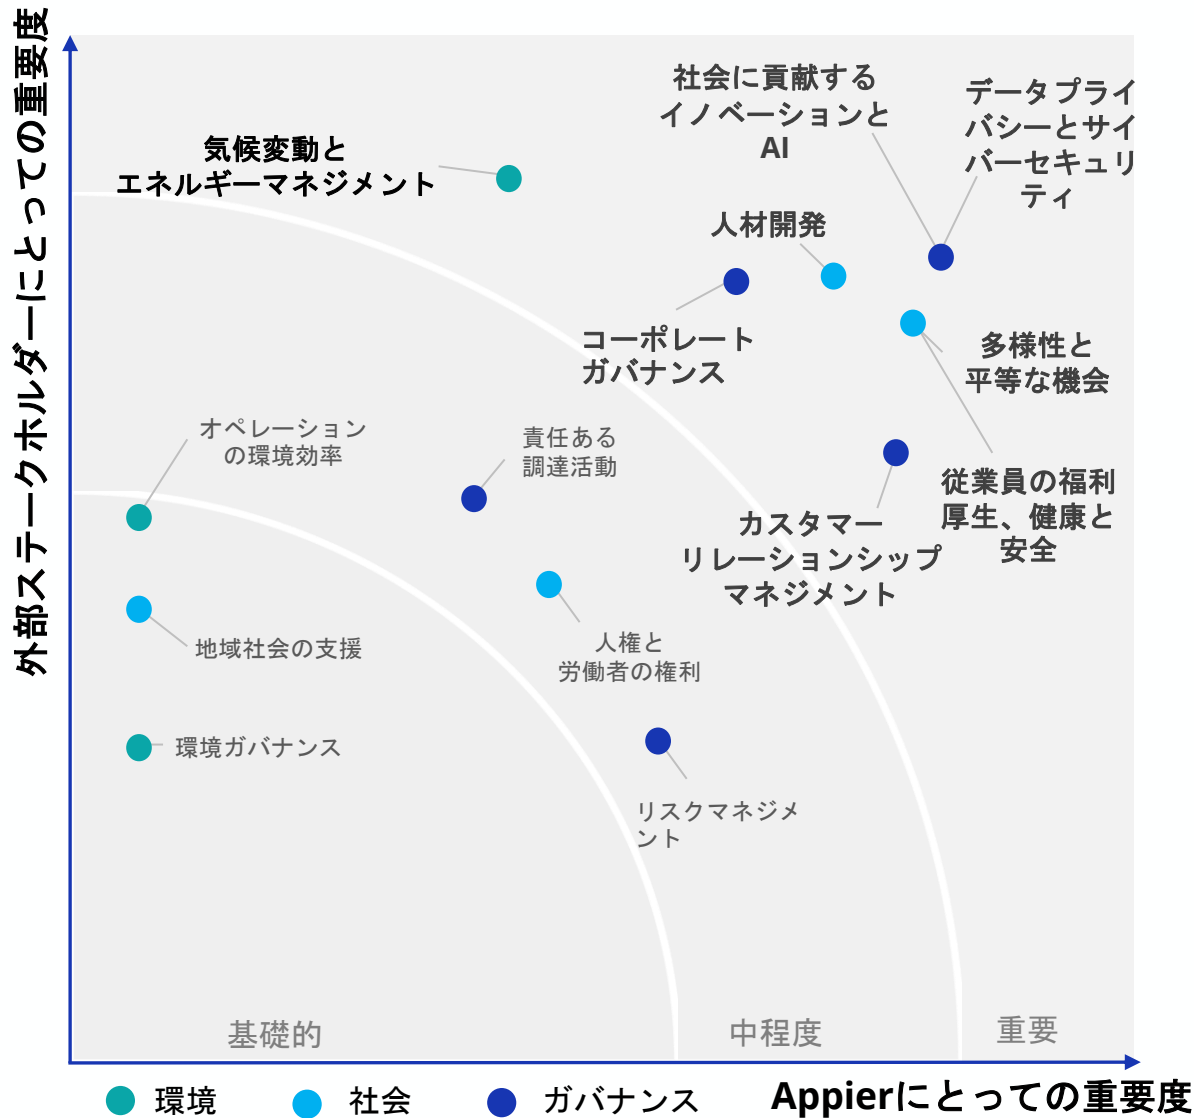 外部ステークホルダーにとっての重要度
社会に貢献する
イノベーションと
AI
データプライ
バシーとサイ
バーセキュリ
ティ
気候変動と
エネルギーマネジメント
人材開発
コーポレート
ガバナンス
多様性と
平等な機会
オペレーション
の環境効率
責任ある
調達活動
従業員の福利
厚生、健康と
安全
カスタマー
リレーションシップ
マネジメント
地域社会の支援
人権と
労働者の権利
環境ガバナンス
リスクマネジメ
ント
基礎的
中程度
重要
環境
社会
ガバナンス
Appierにとっての重要度